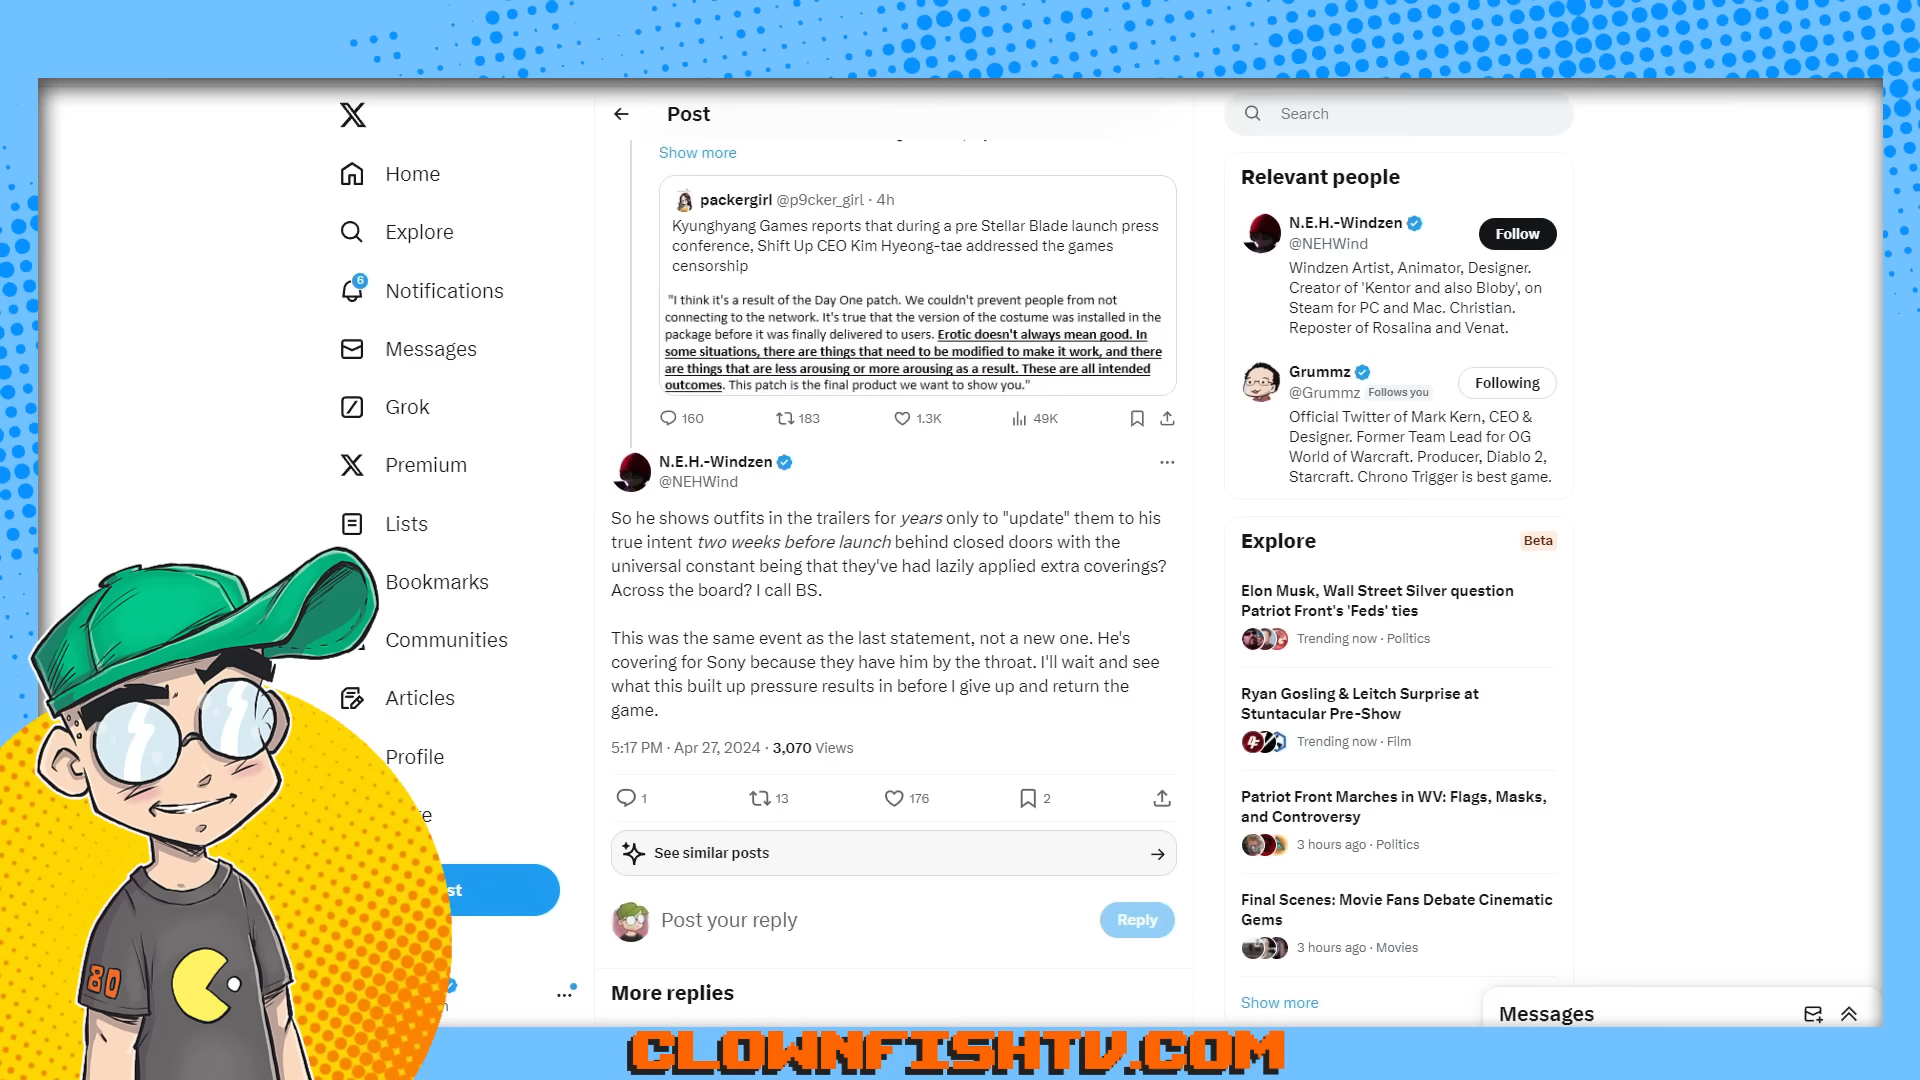 Post
Search
Home
Explore
6
Notifications
Messages
Grok
Premium
Lists
Bookmarks
Communities
Articles
Profile
Show more
packergirl @p9cker_girl · 4h
Kyunghyang Games reports that during a pre Stellar Blade launch press
conference, Shift Up CEO Kim Hyeong-tae addressed the games
censorship
"I think it's a result of the Day One patch. We couldn't prevent people from not
connecting to the network. It's true that the version of the costume was installed in the
package before it was finally delivered to users. Erotic doesn't always mean good. In
some situations, there are things that need to be modified to make it work, and there
are things that are less arousing or more arousing as a result. These are all intended
outcomes. This patch is the final product we want to show you."
160 183 1.3K 49K
N.E.H.-Windzen
@NEHWind
So he shows outfits in the trailers for years only to "update" them to his
true intent two weeks before launch behind closed doors with the
universal constant being that they've had lazily applied extra coverings?
Across the board? I call BS.
This was the same event as the last statement, not a new one. He's
covering for Sony because they have him by the throat. I'll wait and see
what this built up pressure results in before I give up and return the
game.
5:17 PM · Apr 27, 2024 · 3,070 Views
1 13 176 2
See similar posts
Post your reply
Reply
More replies
Relevant people
N.E.H.-Windzen
@NEHWind
Follow
Windzen Artist, Animator, Designer.
Creator of 'Kentor and also Bloby', on
Steam for PC and Mac. Christian.
Reposter of Rosalina and Venat.
Grummz
@Grummz Follows you
Following
Official Twitter of Mark Kern, CEO &
Designer. Former Team Lead for OG
World of Warcraft. Producer, Diablo 2,
Starcraft. Chrono Trigger is best game.
Explore
Beta
Elon Musk, Wall Street Silver question
Patriot Front's 'Feds' ties
Trending now · Politics
Ryan Gosling & Leitch Surprise at
Stuntacular Pre-Show
Trending now · Film
Patriot Front Marches in WV: Flags, Masks,
and Controversy
3 hours ago · Politics
Final Scenes: Movie Fans Debate Cinematic
Gems
3 hours ago · Movies
Show more
Messages
80
CLOWNFISHTV.COM